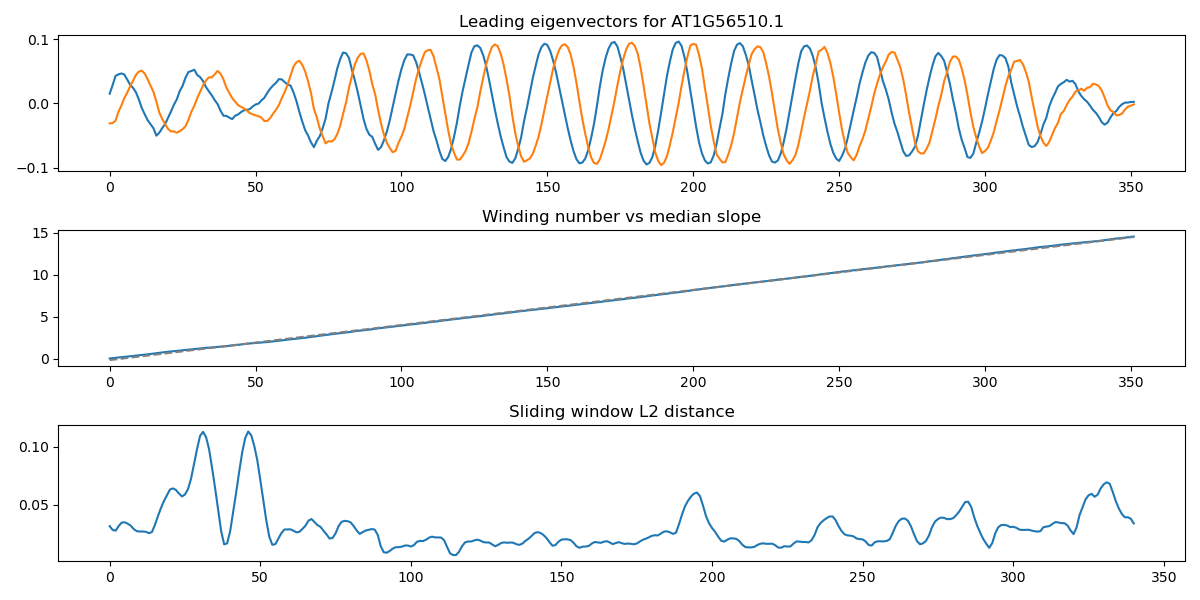 Leading eigenvectors for AT1G56510.1
0.1
0.0
−0.1
0 50 100 150 200 250 300 350
Winding number vs median slope
15
10
5
0
0 50 100 150 200 250 300 350
Sliding window L2 distance
0.10
0.05
0 50 100 150 200 250 300 350